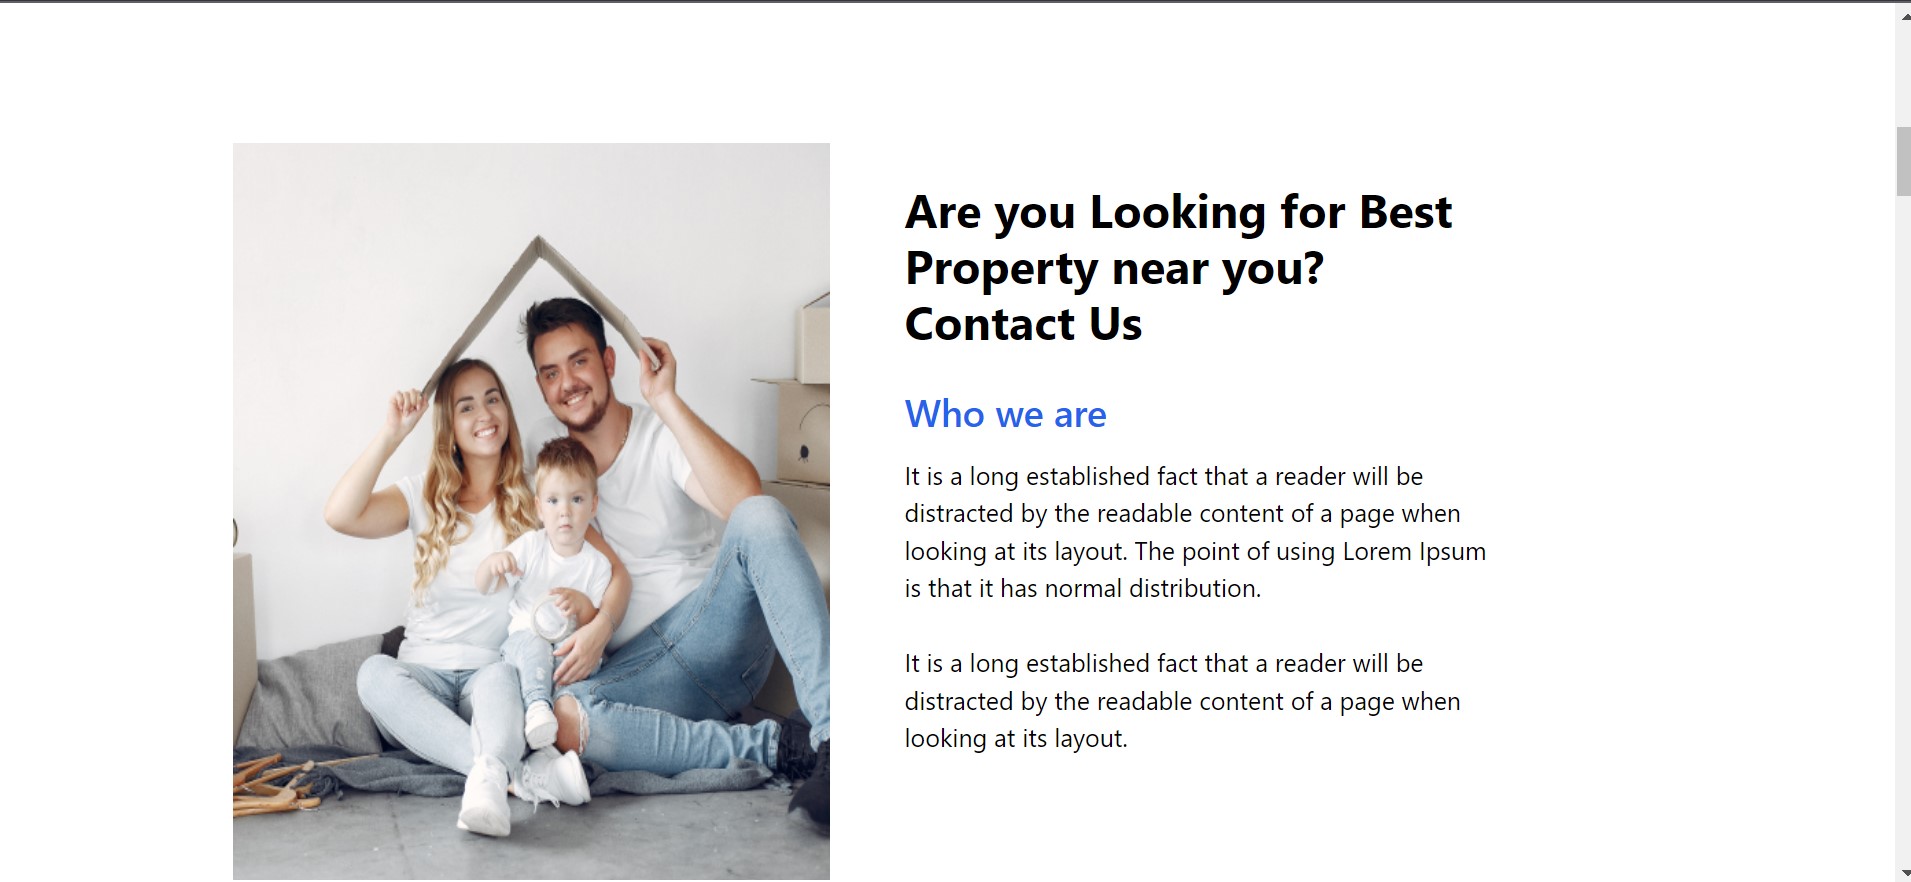 Are you Looking for Best
Property near you?
Contact Us
Who we are
It is a long established fact that a reader will be
distracted by the readable content of a page when
looking at its layout. The point of using Lorem Ipsum
is that it has normal distribution.
It is a long established fact that a reader will be
distracted by the readable content of a page when
looking at its layout.